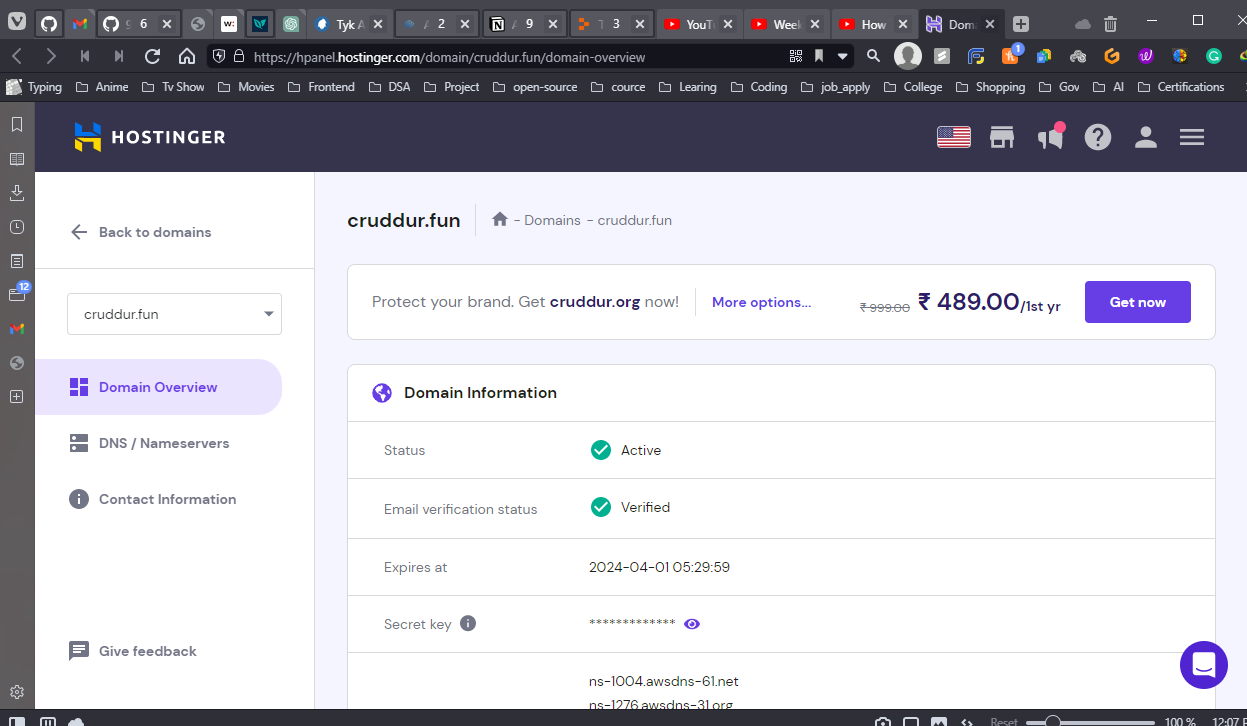 6
Tyk
2
9
3
YouT
Week
How
Dom
https://hpanel.hostinger.com/domain/cruddur.fun/domain-overview
1
Typing
Anime
Tv Show
Movies
Frontend
DSA
Project
open-source
cource
Learing
Coding
job_apply
College
Shopping
Gov
AI
Certifications
HOSTINGER
12
Back to domains
cruddur.fun
Domain Overview
DNS / Nameservers
Contact Information
Give feedback
cruddur.fun
- Domains - cruddur.fun
Protect your brand. Get cruddur.org now!
More options...
₹ 999.00 ₹ 489.00/1st yr
Get now
Domain Information
Status
Active
Email verification status
Verified
Expires at
2024-04-01 05:29:59
Secret key
*************
ns-1004.awsdns-61.net
ns-1276.awsdns-31.org
Reset
100 %
12:07